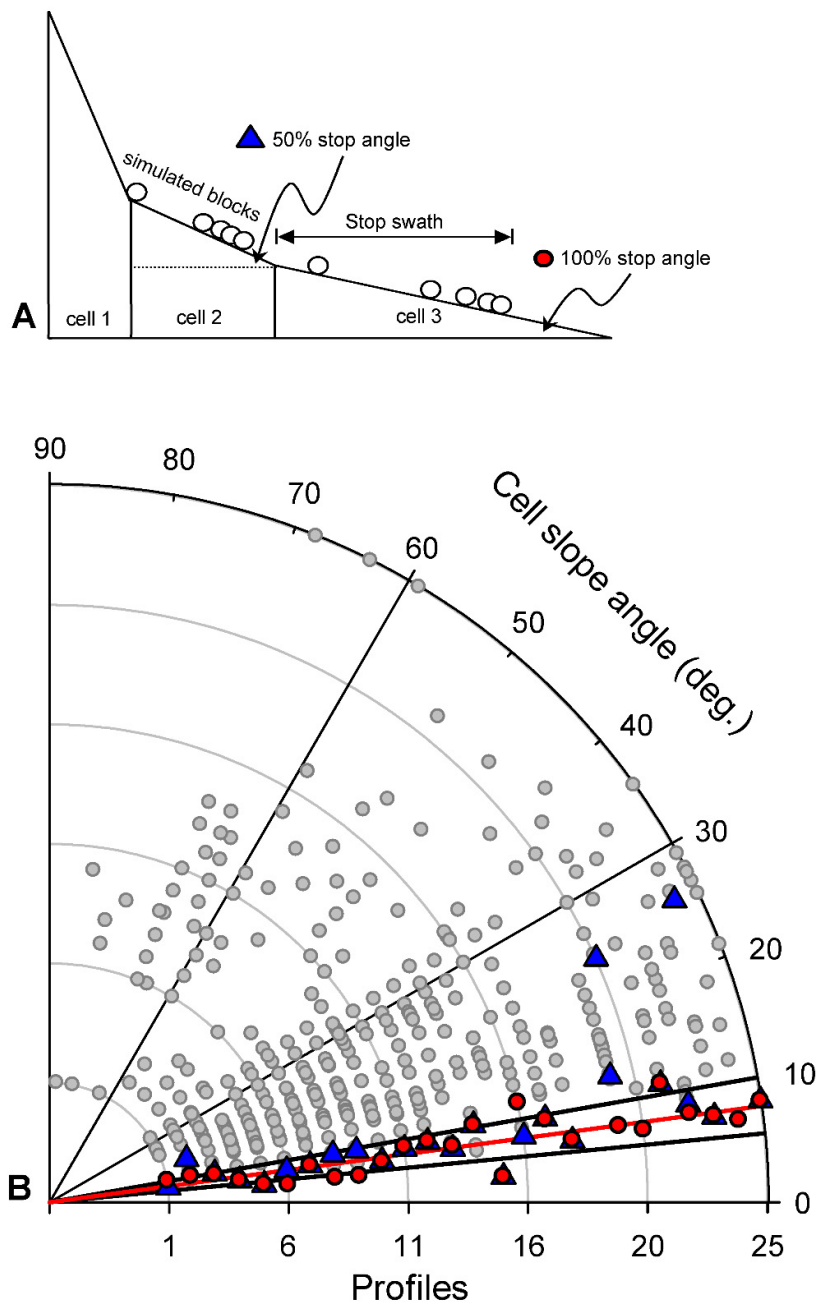 50% stop angle
simulated blocks
Stop swath
100% stop angle
A
cell 1
cell 2
cell 3
90
80
70
60
50
40
30
20
10
0
Cell slope angle (deg.)
B
1
6
11
16
20
25
Profiles